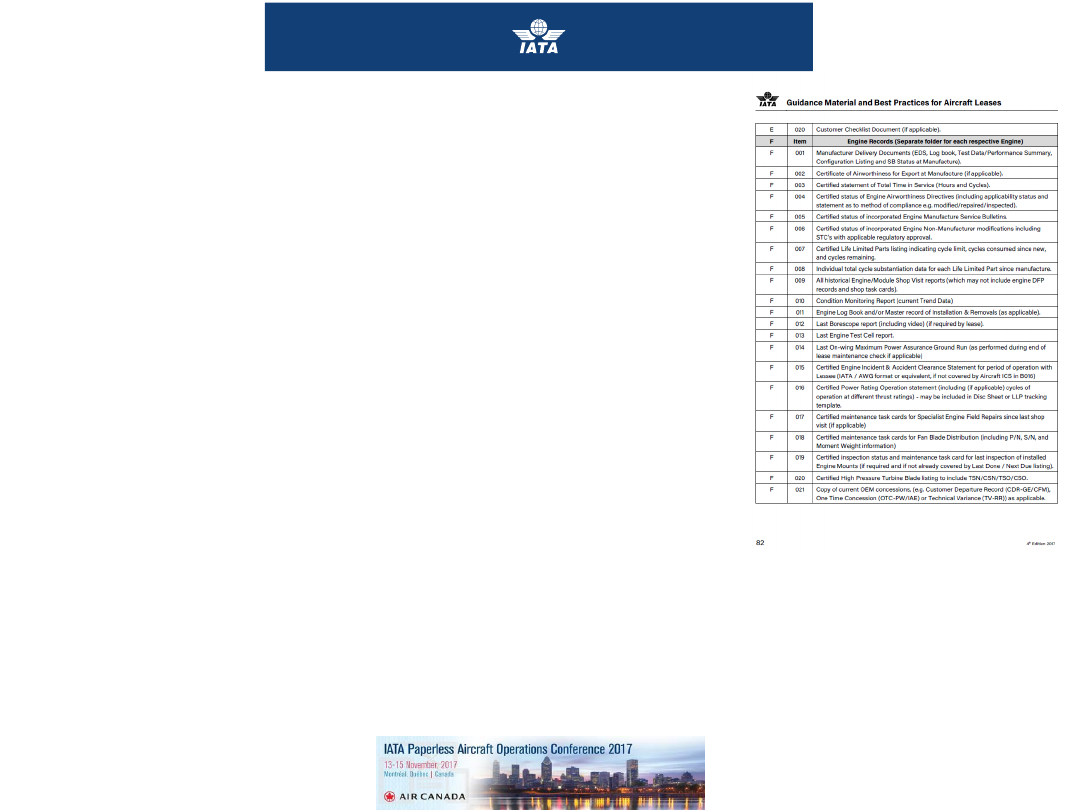 IATA
IATA
Guidance Material and Best Practices for Aircraft Leases
E 020 Customer Checklist Document (if applicable).
F Item Engine Records (Separate folder for each respective Engine)
F 001 Manufacturer Delivery Documents (EDS, Log book, Test Data/Performance Summary,
Configuration Listing and SB Status at Manufacture).
F 002 Certificate of Airworthiness for Export at Manufacture (if applicable).
F 003 Certified statement of Total Time in Service (Hours and Cycles).
F 004 Certified status of Engine Airworthiness Directives (including applicability status and
statement as to method of compliance e.g. modified/repaired/inspected).
F 005 Certified status of incorporated Engine Manufacture Service Bulletins.
F 006 Certified status of incorporated Engine Non-Manufacturer modifications including
STC's with applicable regulatory approval.
F 007 Certified Life Limited Parts listing indicating cycle limit, cycles consumed since new,
and cycles remaining.
F 008 Individual total cycle substantiation data for each Life Limited Part since manufacture.
F 009 All historical Engine/Module Shop Visit reports (which may not include engine DFP
records and shop task cards).
F 010 Condition Monitoring Report (current Trend Data)
F 011 Engine Log Book and/or Master record of Installation & Removals (as applicable).
F 012 Last Borescope report (including video) (if required by lease).
F 013 Last Engine Test Cell report.
F 014 Last On-wing Maximum Power Assurance Ground Run (as performed during end of
lease maintenance check if applicable)
F 015 Certified Engine Incident & Accident Clearance Statement for period of operation with
Lessee (IATA / AWG format or equivalent, if not covered by Aircraft ICS in B016)
F 016 Certified Power Rating Operation statement (including (if applicable) cycles of
operation at different thrust ratings) - may be included in Disc Sheet or LLP tracking
template.
F 017 Certified maintenance task cards for Specialist Engine Field Repairs since last shop
visit (if applicable)
F 018 Certified maintenance task cards for Fan Blade Distribution (including P/N, S/N, and
Moment Weight information)
F 019 Certified inspection status and maintenance task card for last inspection of installed
Engine Mounts (if required and if not already covered by Last Done / Next Due listing).
F 020 Certified High Pressure Turbine Blade listing to include TSN/CSN/TSO/CSO.
F 021 Copy of current OEM concessions, (e.g. Customer Departure Record (CDR-GE/CFM),
One Time Concession (OTC-PW/IAE) or Technical Variance (TV-RR)) as applicable.
82
4th Edition 2017
IATA Paperless Aircraft Operations Conference 2017
13-15 November, 2017
Montréal, Québec | Canada
AIR CANADA